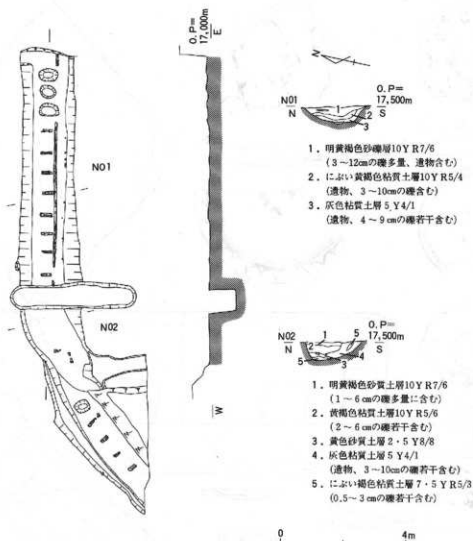 O.P=
17,000m
E
N01
N02
W
O.P=
17,500m
N01
N
S
1
2
3
1．明黄褐色砂礫層10YR7/6
(3～12cmの礫多量、遺物含む)
2．にぶい黄褐色粘質土層10YR5/4
(遺物、3～10cmの礫含む)
3．灰色粘質土層5Y4/1
(遺物、4～9cmの礫若干含む)
O.P=
17,500m
N02
N
S
1
5
2
4
5
3
1．明黄褐色砂質土層10YR7/6
(1～6cmの礫多量に含む)
2．黄褐色粘質土層10YR5/6
(2～6cmの礫若干含む)
3．黄色砂質土層2・5Y8/8
4．灰色粘質土層5Y4/1
(遺物、3～10cmの礫若干含む)
5．にぶい褐色粘質土層7・5YR5/3
(0.5～3cmの礫若干含む)
0
4m